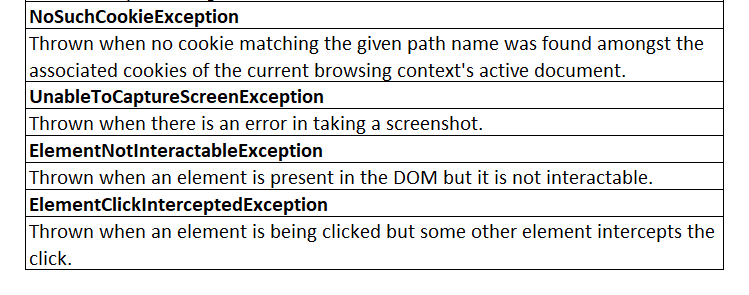 NoSuchCookieException
Thrown when no cookie matching the given path name was found amongst the
associated cookies of the current browsing context's active document.
UnableToCaptureScreenException
Thrown when there is an error in taking a screenshot.
ElementNotInteractableException
Thrown when an element is present in the DOM but it is not interactable.
ElementClickInterceptedException
Thrown when an element is being clicked but some other element intercepts the
click.